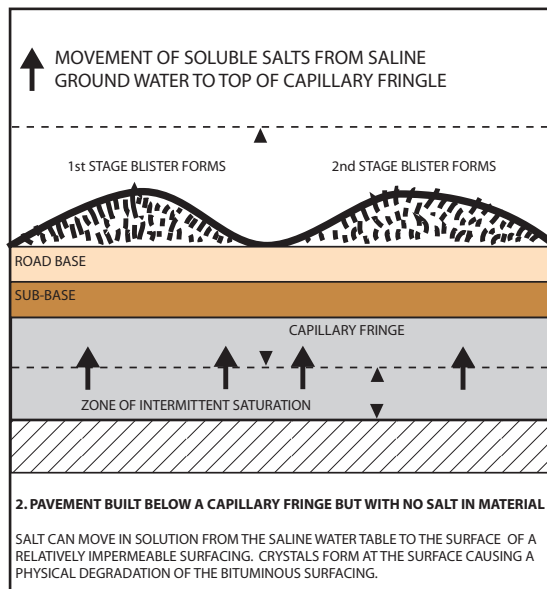 MOVEMENT OF SOLUBLE SALTS FROM SALINE
GROUND WATER TO TOP OF CAPILLARY FRINGLE
1st STAGE BLISTER FORMS
2nd STAGE BLISTER FORMS
ROAD BASE
SUB-BASE
CAPILLARY FRINGE
ZONE OF INTERMITTENT SATURATION
2. PAVEMENT BUILT BELOW A CAPILLARY FRINGE BUT WITH NO SALT IN MATERIAL
SALT CAN MOVE IN SOLUTION FROM THE SALINE WATER TABLE TO THE SURFACE OF A
RELATIVELY IMPERMEABLE SURFACING. CRYSTALS FORM AT THE SURFACE CAUSING A
PHYSICAL DEGRADATION OF THE BITUMINOUS SURFACING.